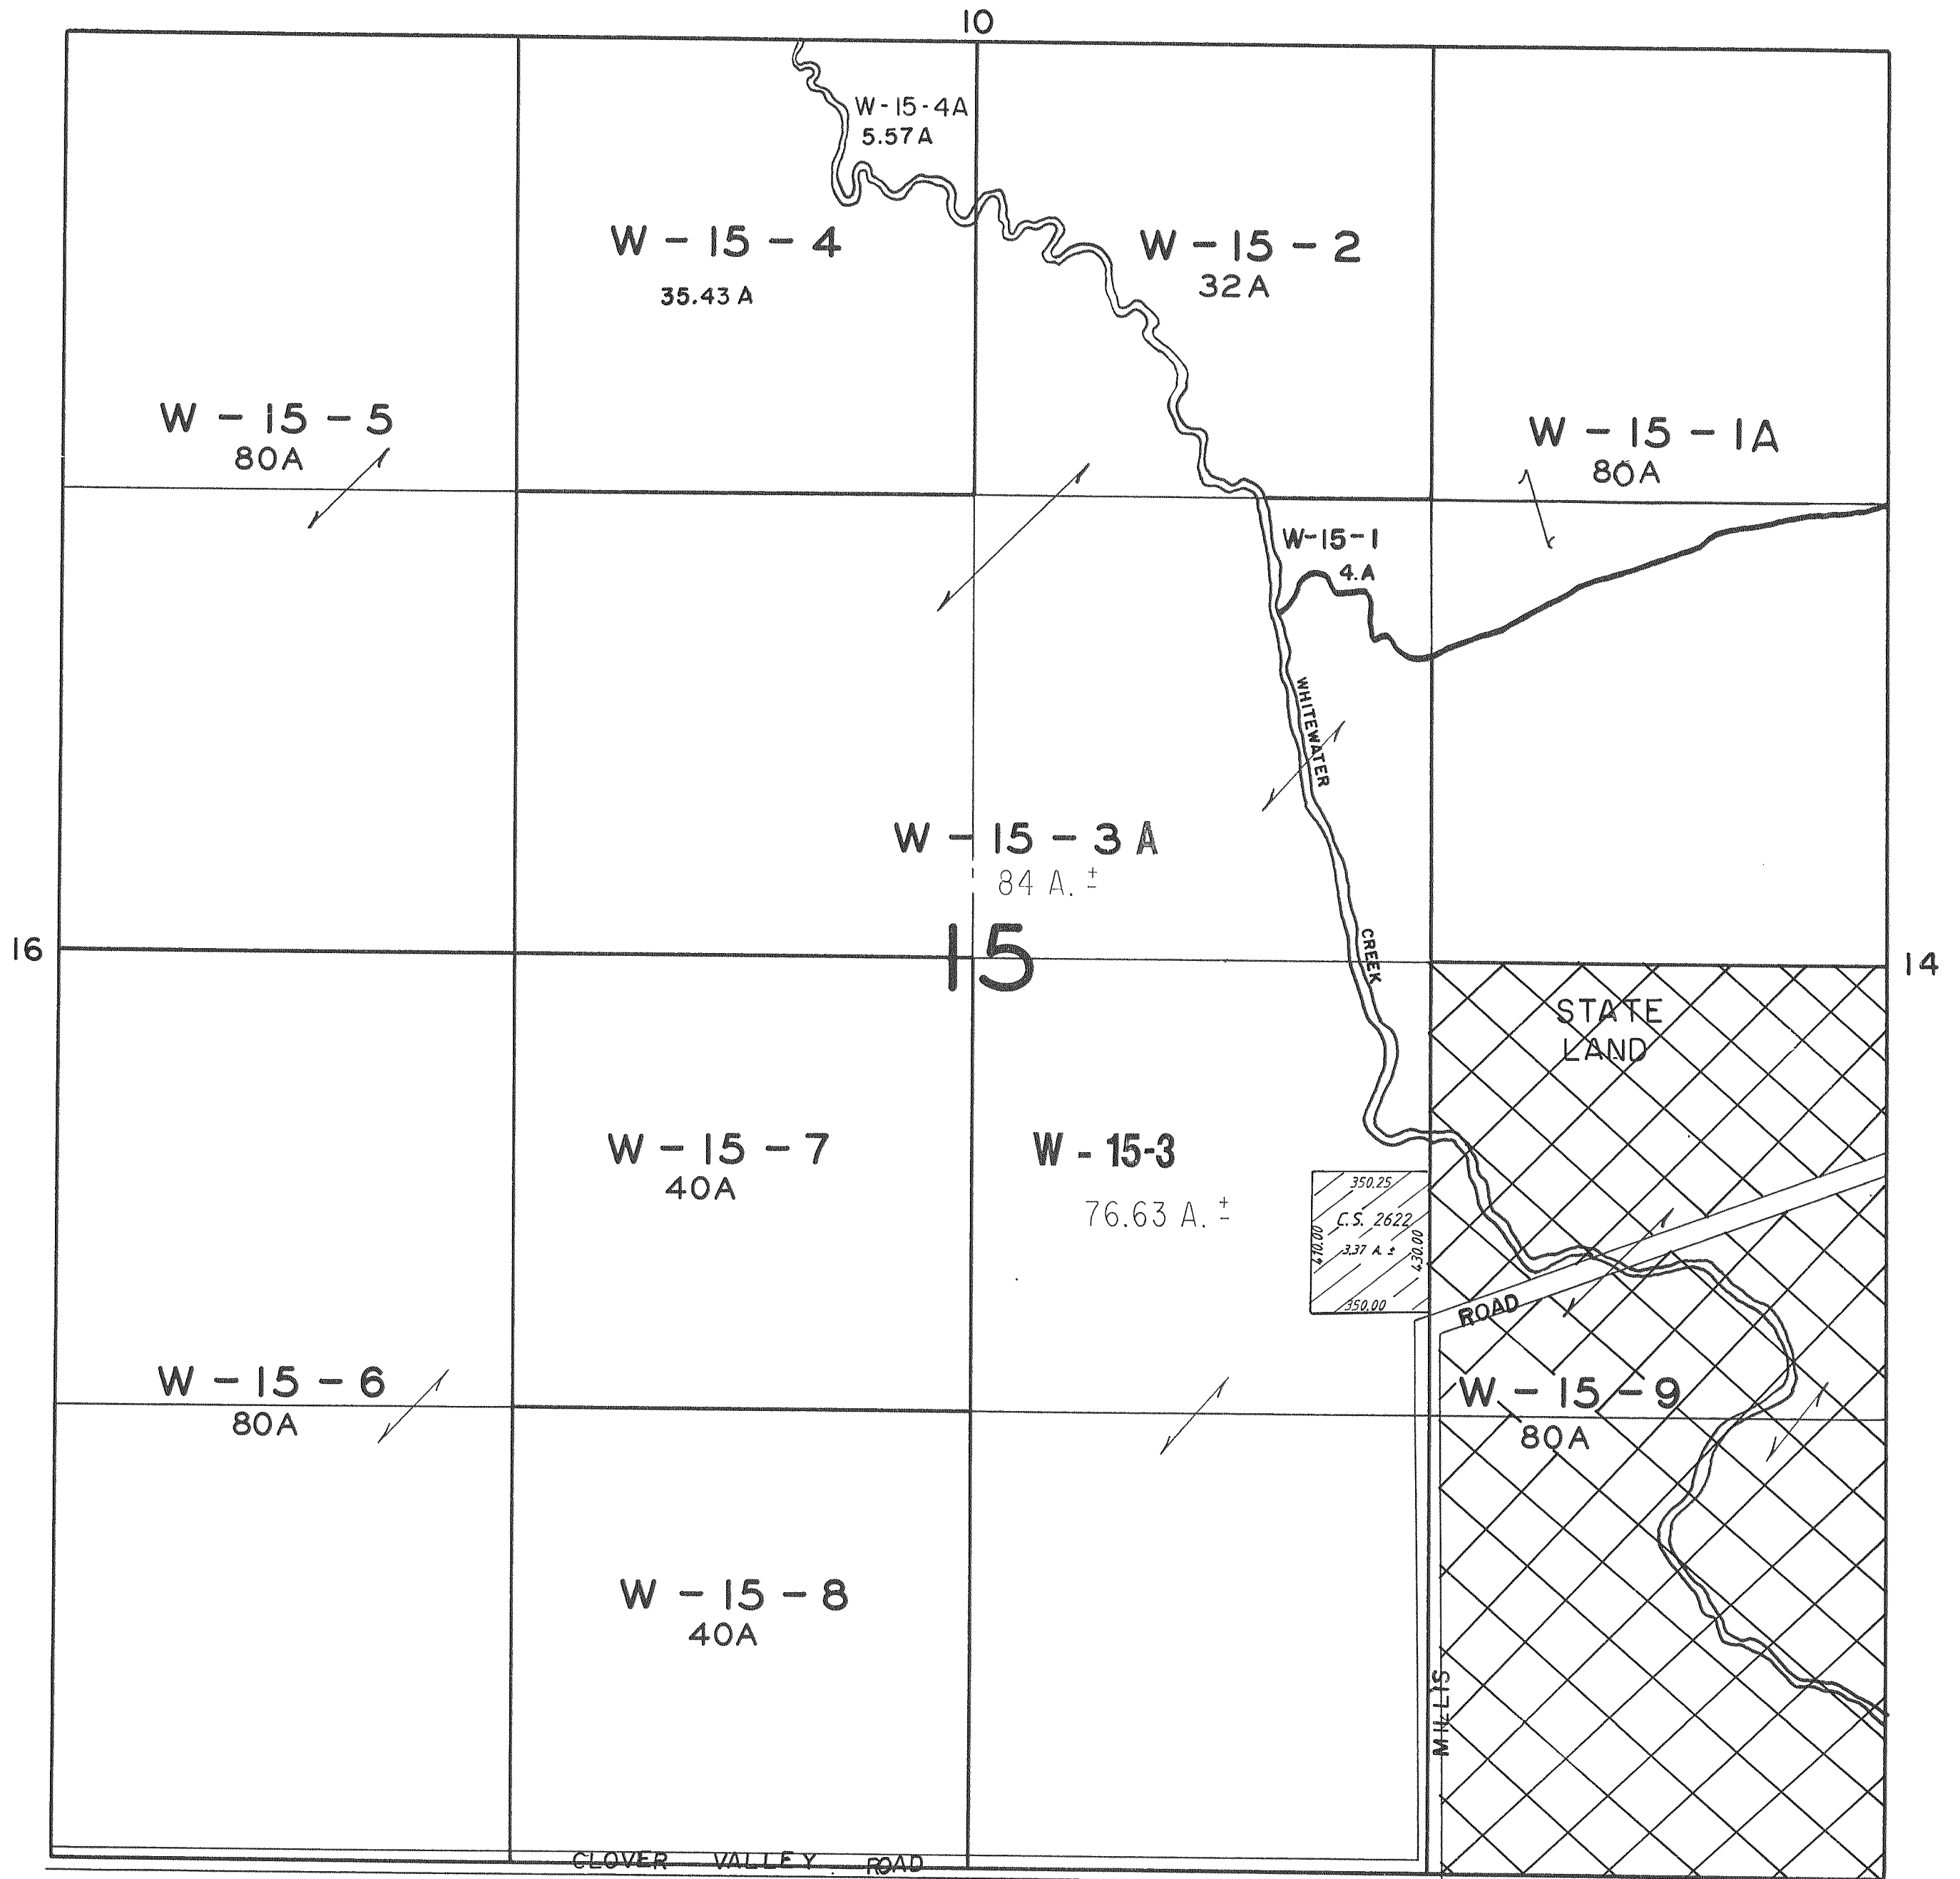 10
W-15-4A
5.57A
W - 15 - 4
35.43 A
W - 15 - 2
32A
W - 15 - 5
80A
W - 15 - 1A
80A
W-15-1
4.A
WHITEWATER
CREEK
W - 15 - 3 A
84 A. ±
16
15
14
STATE
LAND
W - 15 - 7
40A
W - 15-3
76.63 A. ±
350.25
C.S. 2622
3.37 A. ±
430.00
350.00
ROAD
W - 15 - 6
80A
W - 15 - 9
80A
W - 15 - 8
40A
MILLIS
CLOVER VALLEY ROAD